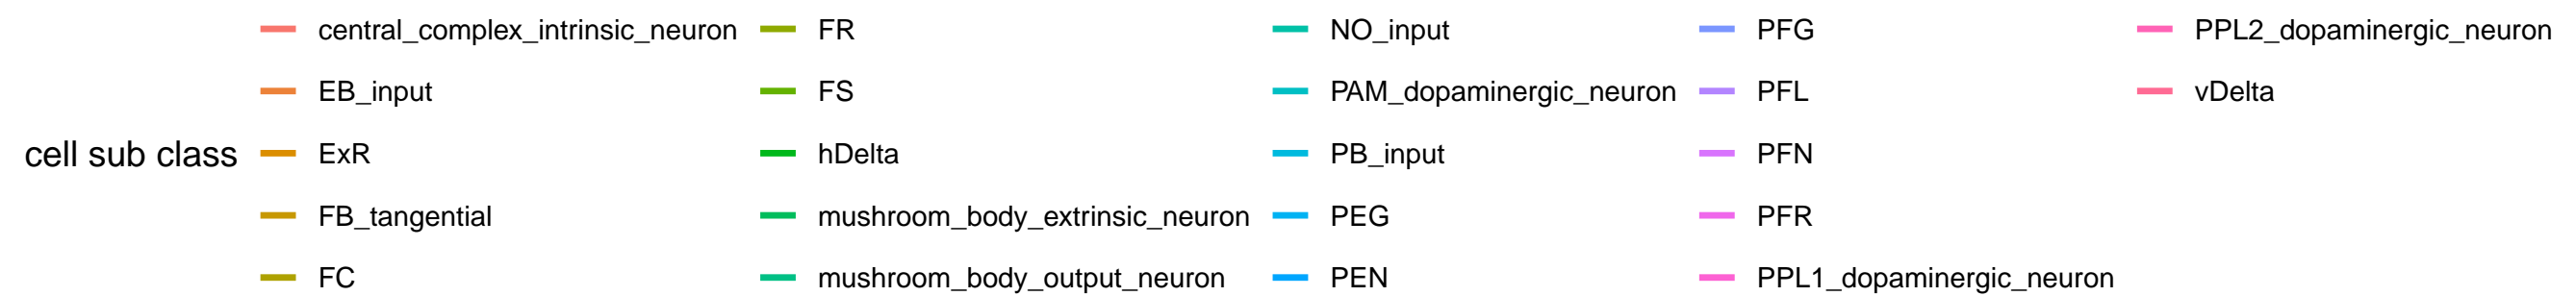 cell sub class
central_complex_intrinsic_neuron
EB_input
ExR
FB_tangential
FC
FR
FS
hDelta
mushroom_body_extrinsic_neuron
mushroom_body_output_neuron
NO_input
PAM_dopaminergic_neuron
PB_input
PEG
PEN
PFG
PFL
PFN
PFR
PPL1_dopaminergic_neuron
PPL2_dopaminergic_neuron
vDelta